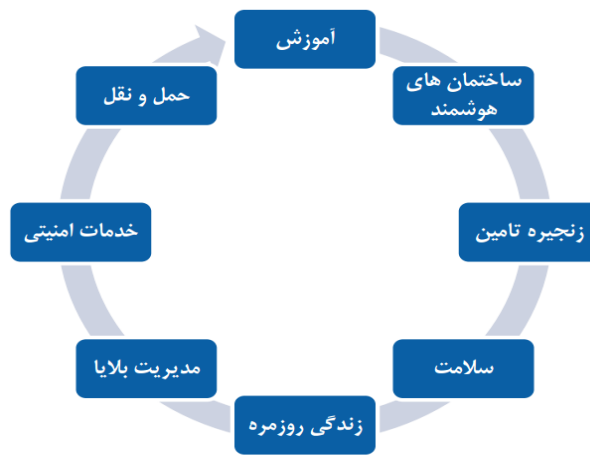 آموزش
ساختمان های
هوشمند
زنجیره تامین
سلامت
زندگی روزمره
مدیریت بلایا
خدمات امنیتی
حمل و نقل